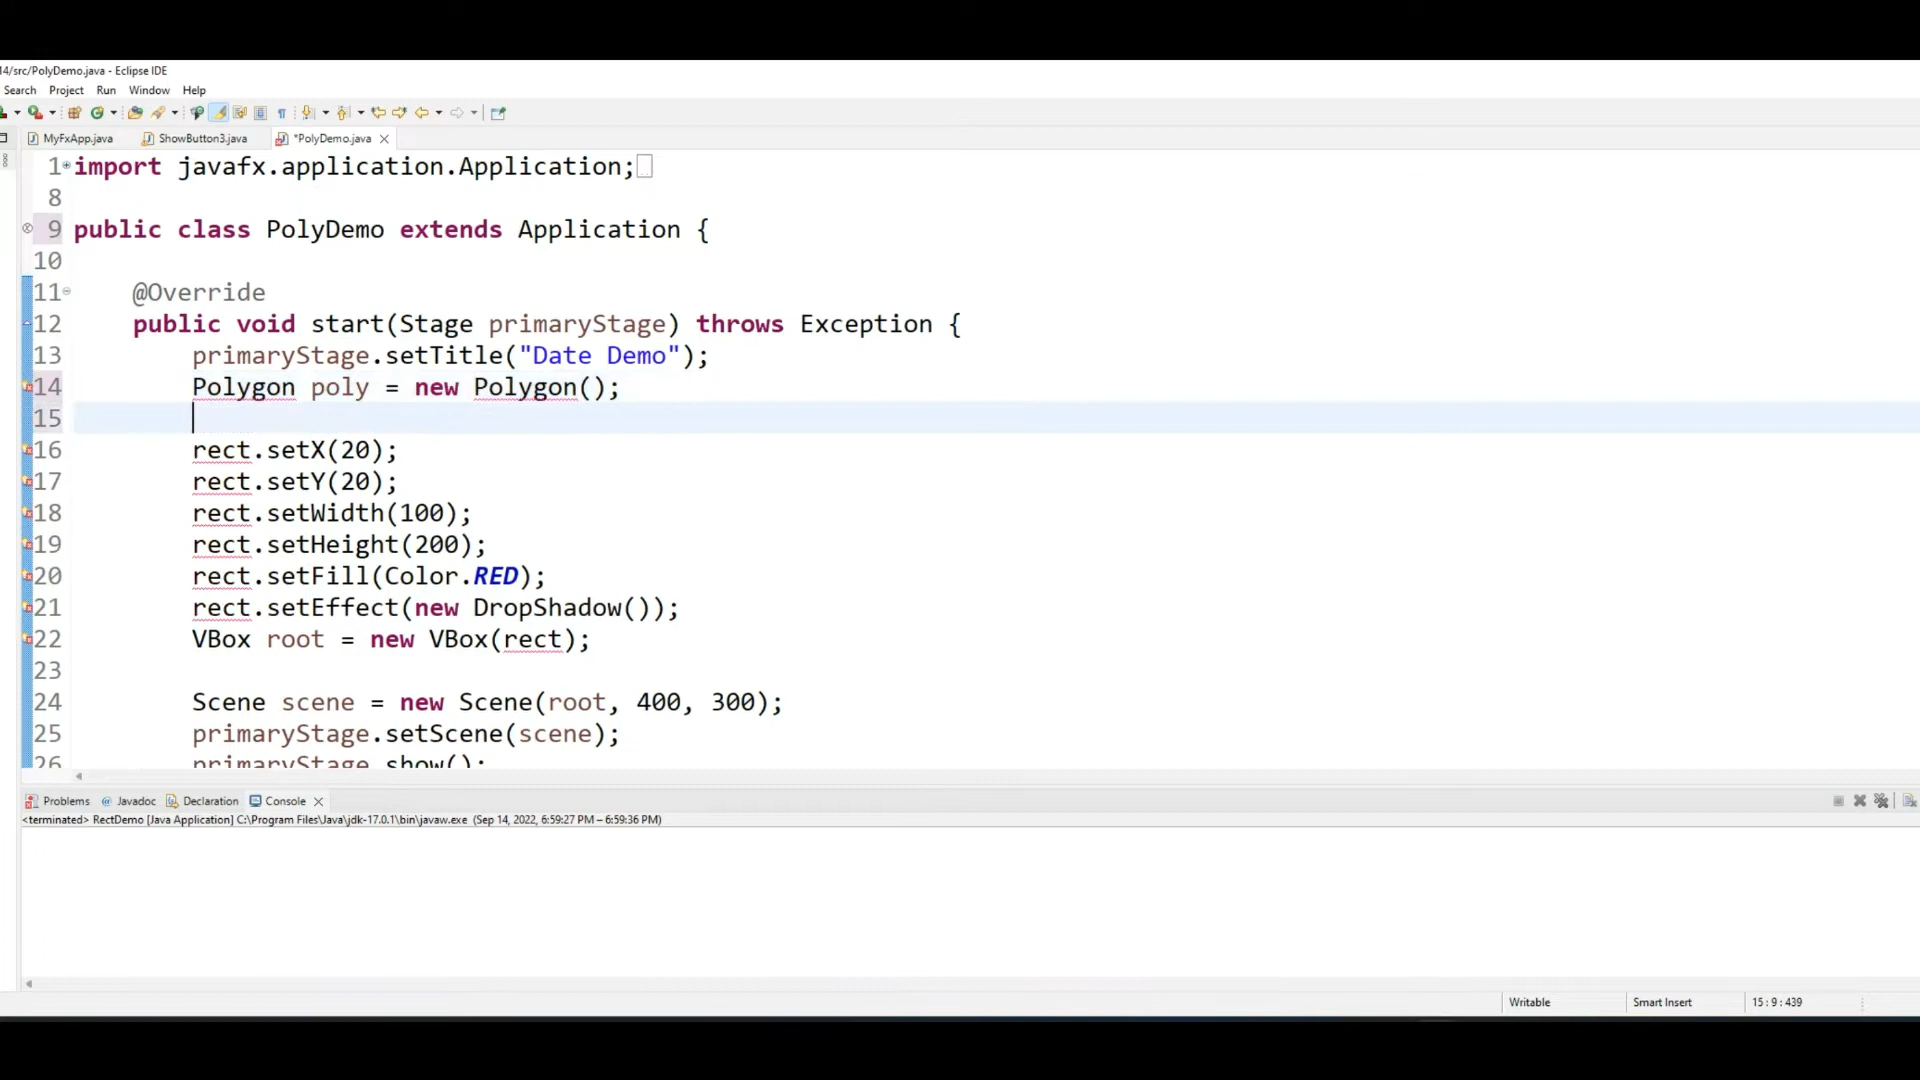 14/src/PolyDemo.java - Eclipse IDE
Search Project Run Window Help
MyFxApp.java ShowButton3.java *PolyDemo.java
1 import javafx.application.Application;
8
9 public class PolyDemo extends Application {
10
11 @Override
12 public void start(Stage primaryStage) throws Exception {
13 primaryStage.setTitle("Date Demo");
14 Polygon poly = new Polygon();
15
16 rect.setX(20);
17 rect.setY(20);
18 rect.setWidth(100);
19 rect.setHeight(200);
20 rect.setFill(Color.RED);
21 rect.setEffect(new DropShadow());
22 VBox root = new VBox(rect);
23
24 Scene scene = new Scene(root, 400, 300);
25 primaryStage.setScene(scene);
26 primaryStage.show();
Problems @ Javadoc Declaration Console
<terminated> RectDemo [Java Application] C:\Program Files\Java\jdk-17.0.1\bin\javaw.exe (Sep 14, 2022, 6:59:27 PM – 6:59:36 PM)
Writable Smart Insert 15 : 9 : 439